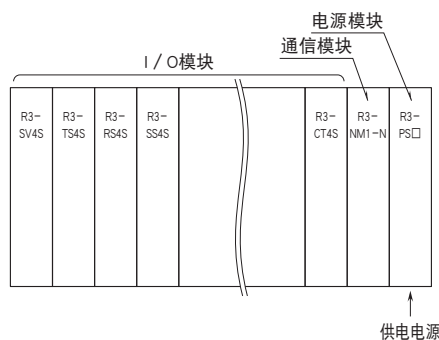 电源模块
通信模块
I/O模块
R3-
SV4S
R3-
TS4S
R3-
RS4S
R3-
SS4S
R3-
CT4S
R3-
NM1-N
R3-
PS□
供电电源